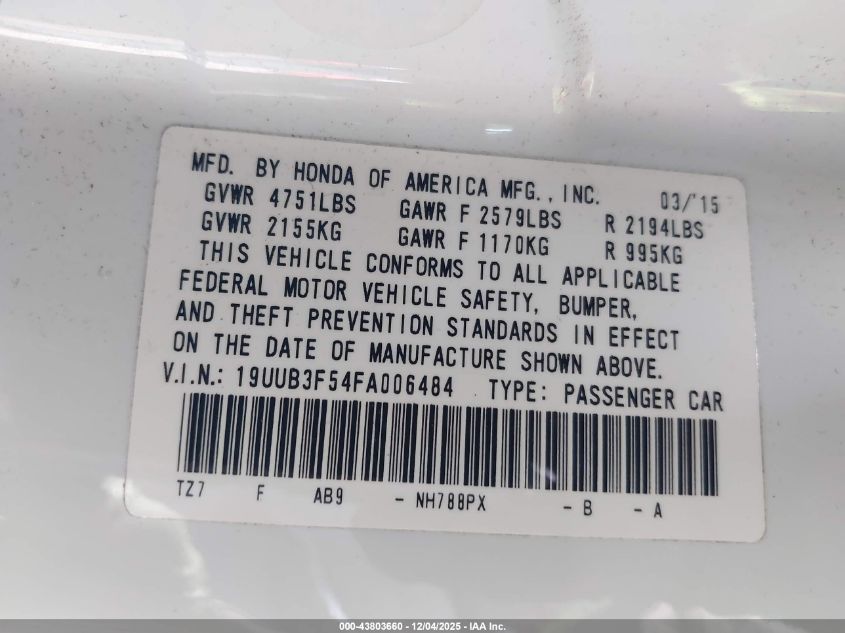 MFD. BY HONDA OF AMERICA MFG., INC. 03/'15
GVWR 4751LBS GAWR F 2579LBS R 2194LBS
GVWR 2155KG GAWR F 1170KG R 995KG
THIS VEHICLE CONFORMS TO ALL APPLICABLE
FEDERAL MOTOR VEHICLE SAFETY, BUMPER,
AND THEFT PREVENTION STANDARDS IN EFFECT
ON THE DATE OF MANUFACTURE SHOWN ABOVE.
V.I.N.: 19UUB3F54FA006484 TYPE: PASSENGER CAR
TZ7 F AB9 - NH788PX - B - A
000-43803660 - 12/04/2025 - IAA Inc.